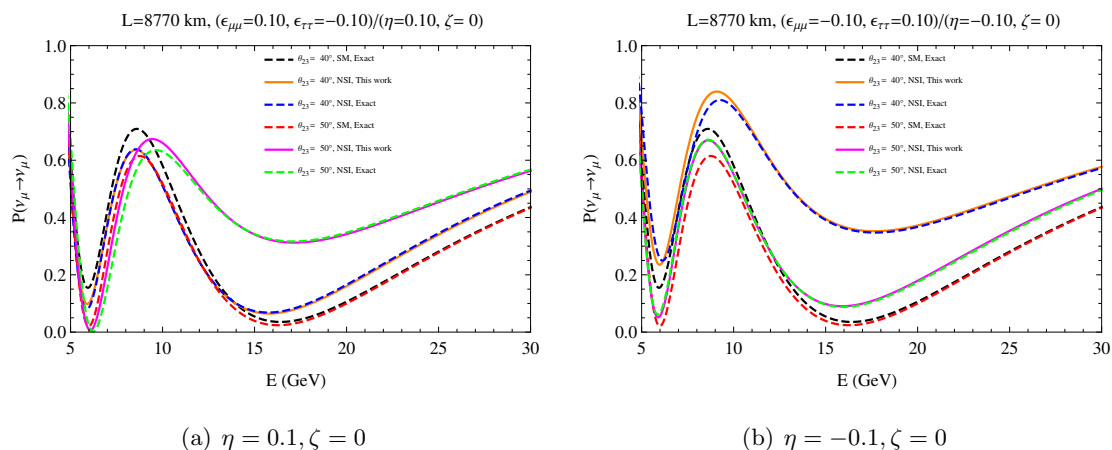 L=8770 km, (ϵμμ=0.10, ϵττ=-0.10)/(η=0.10, ζ= 0)
1.0
0.8
0.6
0.4
0.2
0.0
P(νμ→νμ)
θ23= 40°, SM, Exact
θ23= 40°, NSI, This work
θ23= 40°, NSI, Exact
θ23= 50°, SM, Exact
θ23= 50°, NSI, This work
θ23= 50°, NSI, Exact
5 10 15 20 25 30
E (GeV)
(a) η = 0.1, ζ = 0
L=8770 km, (ϵμμ=-0.10, ϵττ=0.10)/(η=-0.10, ζ= 0)
1.0
0.8
0.6
0.4
0.2
0.0
P(νμ→νμ)
θ23= 40°, SM, Exact
θ23= 40°, NSI, This work
θ23= 40°, NSI, Exact
θ23= 50°, SM, Exact
θ23= 50°, NSI, This work
θ23= 50°, NSI, Exact
5 10 15 20 25 30
E (GeV)
(b) η = −0.1, ζ = 0